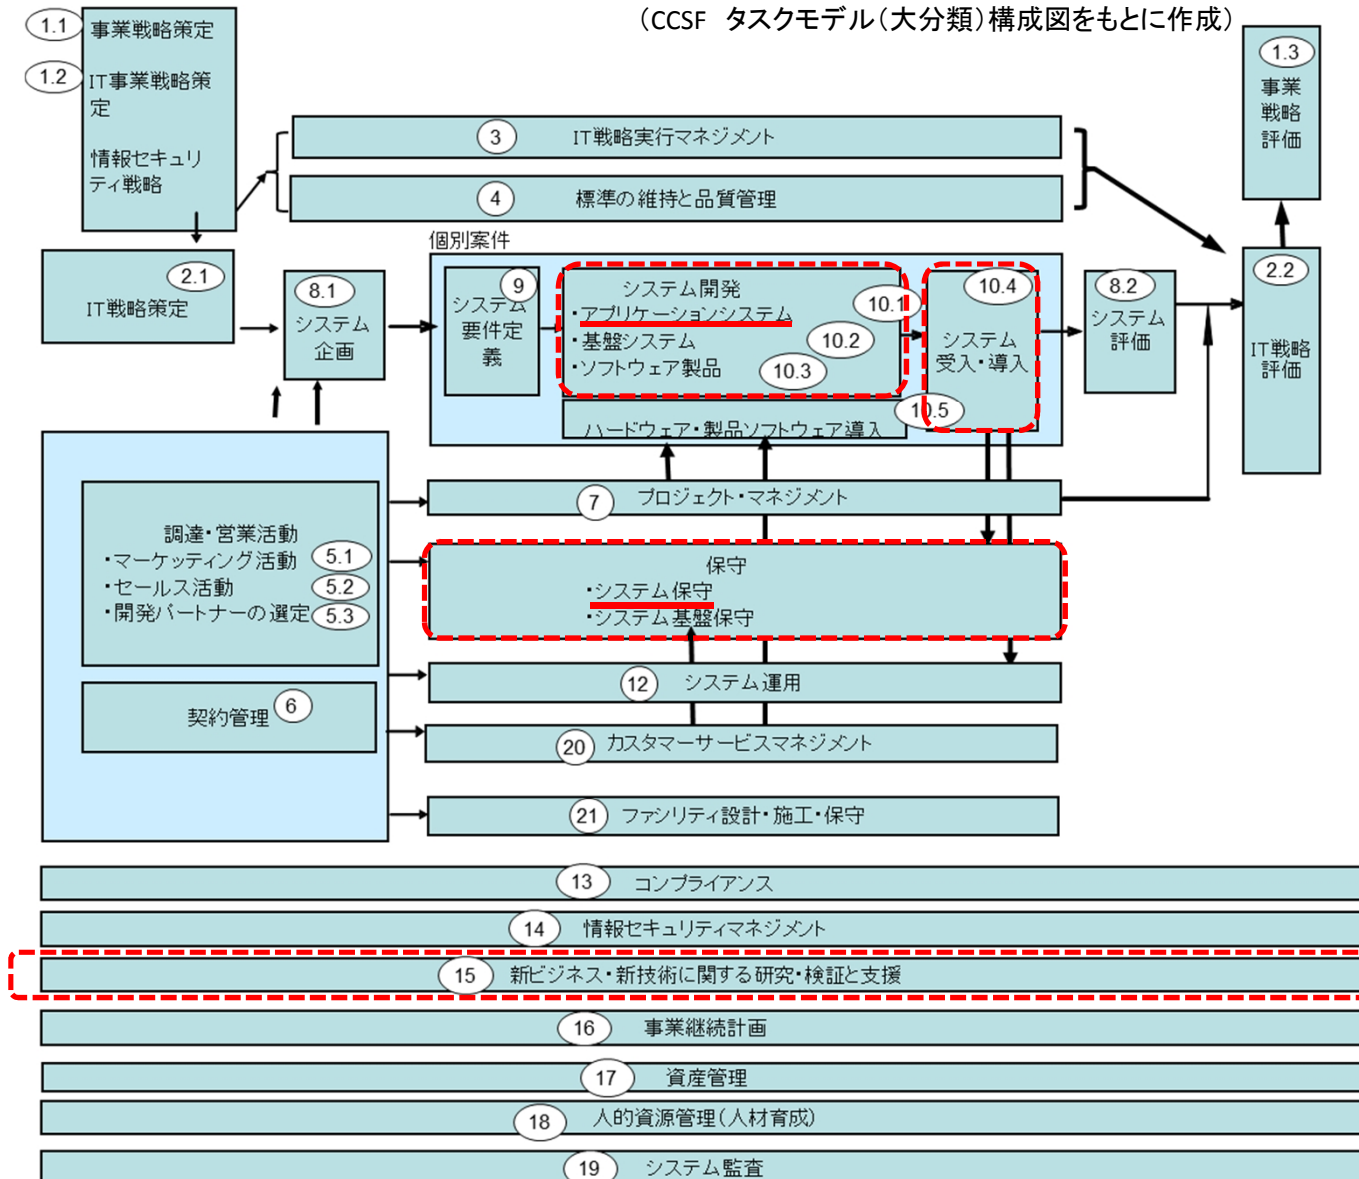 (CCSF タスクモデル(大分類)構成図をもとに作成)
1.1
事業戦略策定
1.2
IT事業戦略策
定
情報セキュリ
ティ戦略
1.3
事業
戦略
評価
3
IT戦略実行マネジメント
4
標準の維持と品質管理
2.1
IT戦略策定
8.1
システム
企画
個別案件
9
システム
要件定
義
システム開発
・アプリケーションシステム
10.1
・基盤システム
10.2
・ソフトウェア製品
10.3
10.4
システム
受入・導入
10.5
ハードウェア・製品ソフトウェア導入
8.2
システム
評価
2.2
IT戦略
評価
7
プロジェクト・マネジメント
調達・営業活動
・マーケッティング活動
5.1
・セールス活動
5.2
・開発パートナーの選定
5.3
保守
・システム保守
・システム基盤保守
契約管理
6
12
システム運用
20
カスタマーサービスマネジメント
21
ファシリティ設計・施工・保守
13
コンプライアンス
14
情報セキュリティマネジメント
15
新ビジネス・新技術に関する研究・検証と支援
16
事業継続計画
17
資産管理
18
人的資源管理(人材育成)
19
システム監査